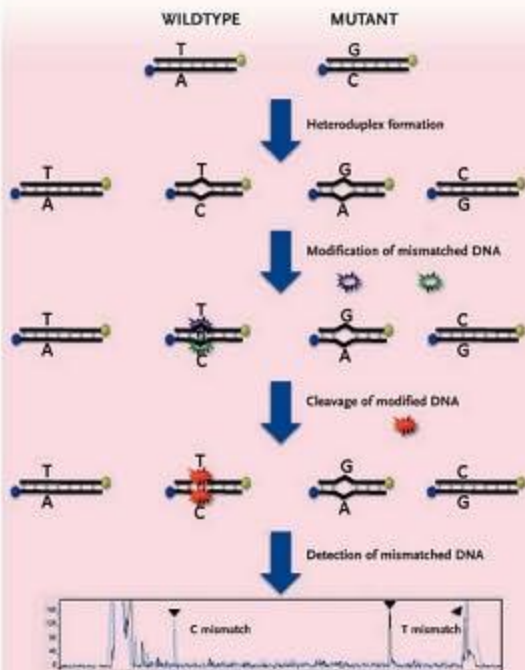 WILDTYPE MUTANT
T G
A C
Heteroduplex formation
T T G C
A C A G
Modification of mismatched DNA
T T G C
A C A G
Cleavage of modified DNA
T T G C
A C A G
Detection of mismatched DNA
C mismatch T mismatch